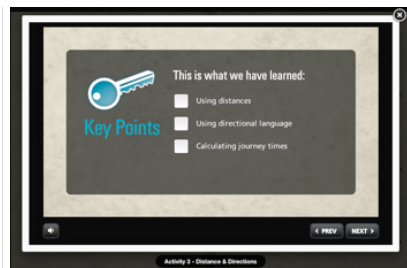 This is what we have learned:
Key Points
Using distances
Using directional language
Calculating journey times
< PREV
NEXT >
Activity 3 - Distance & Directions